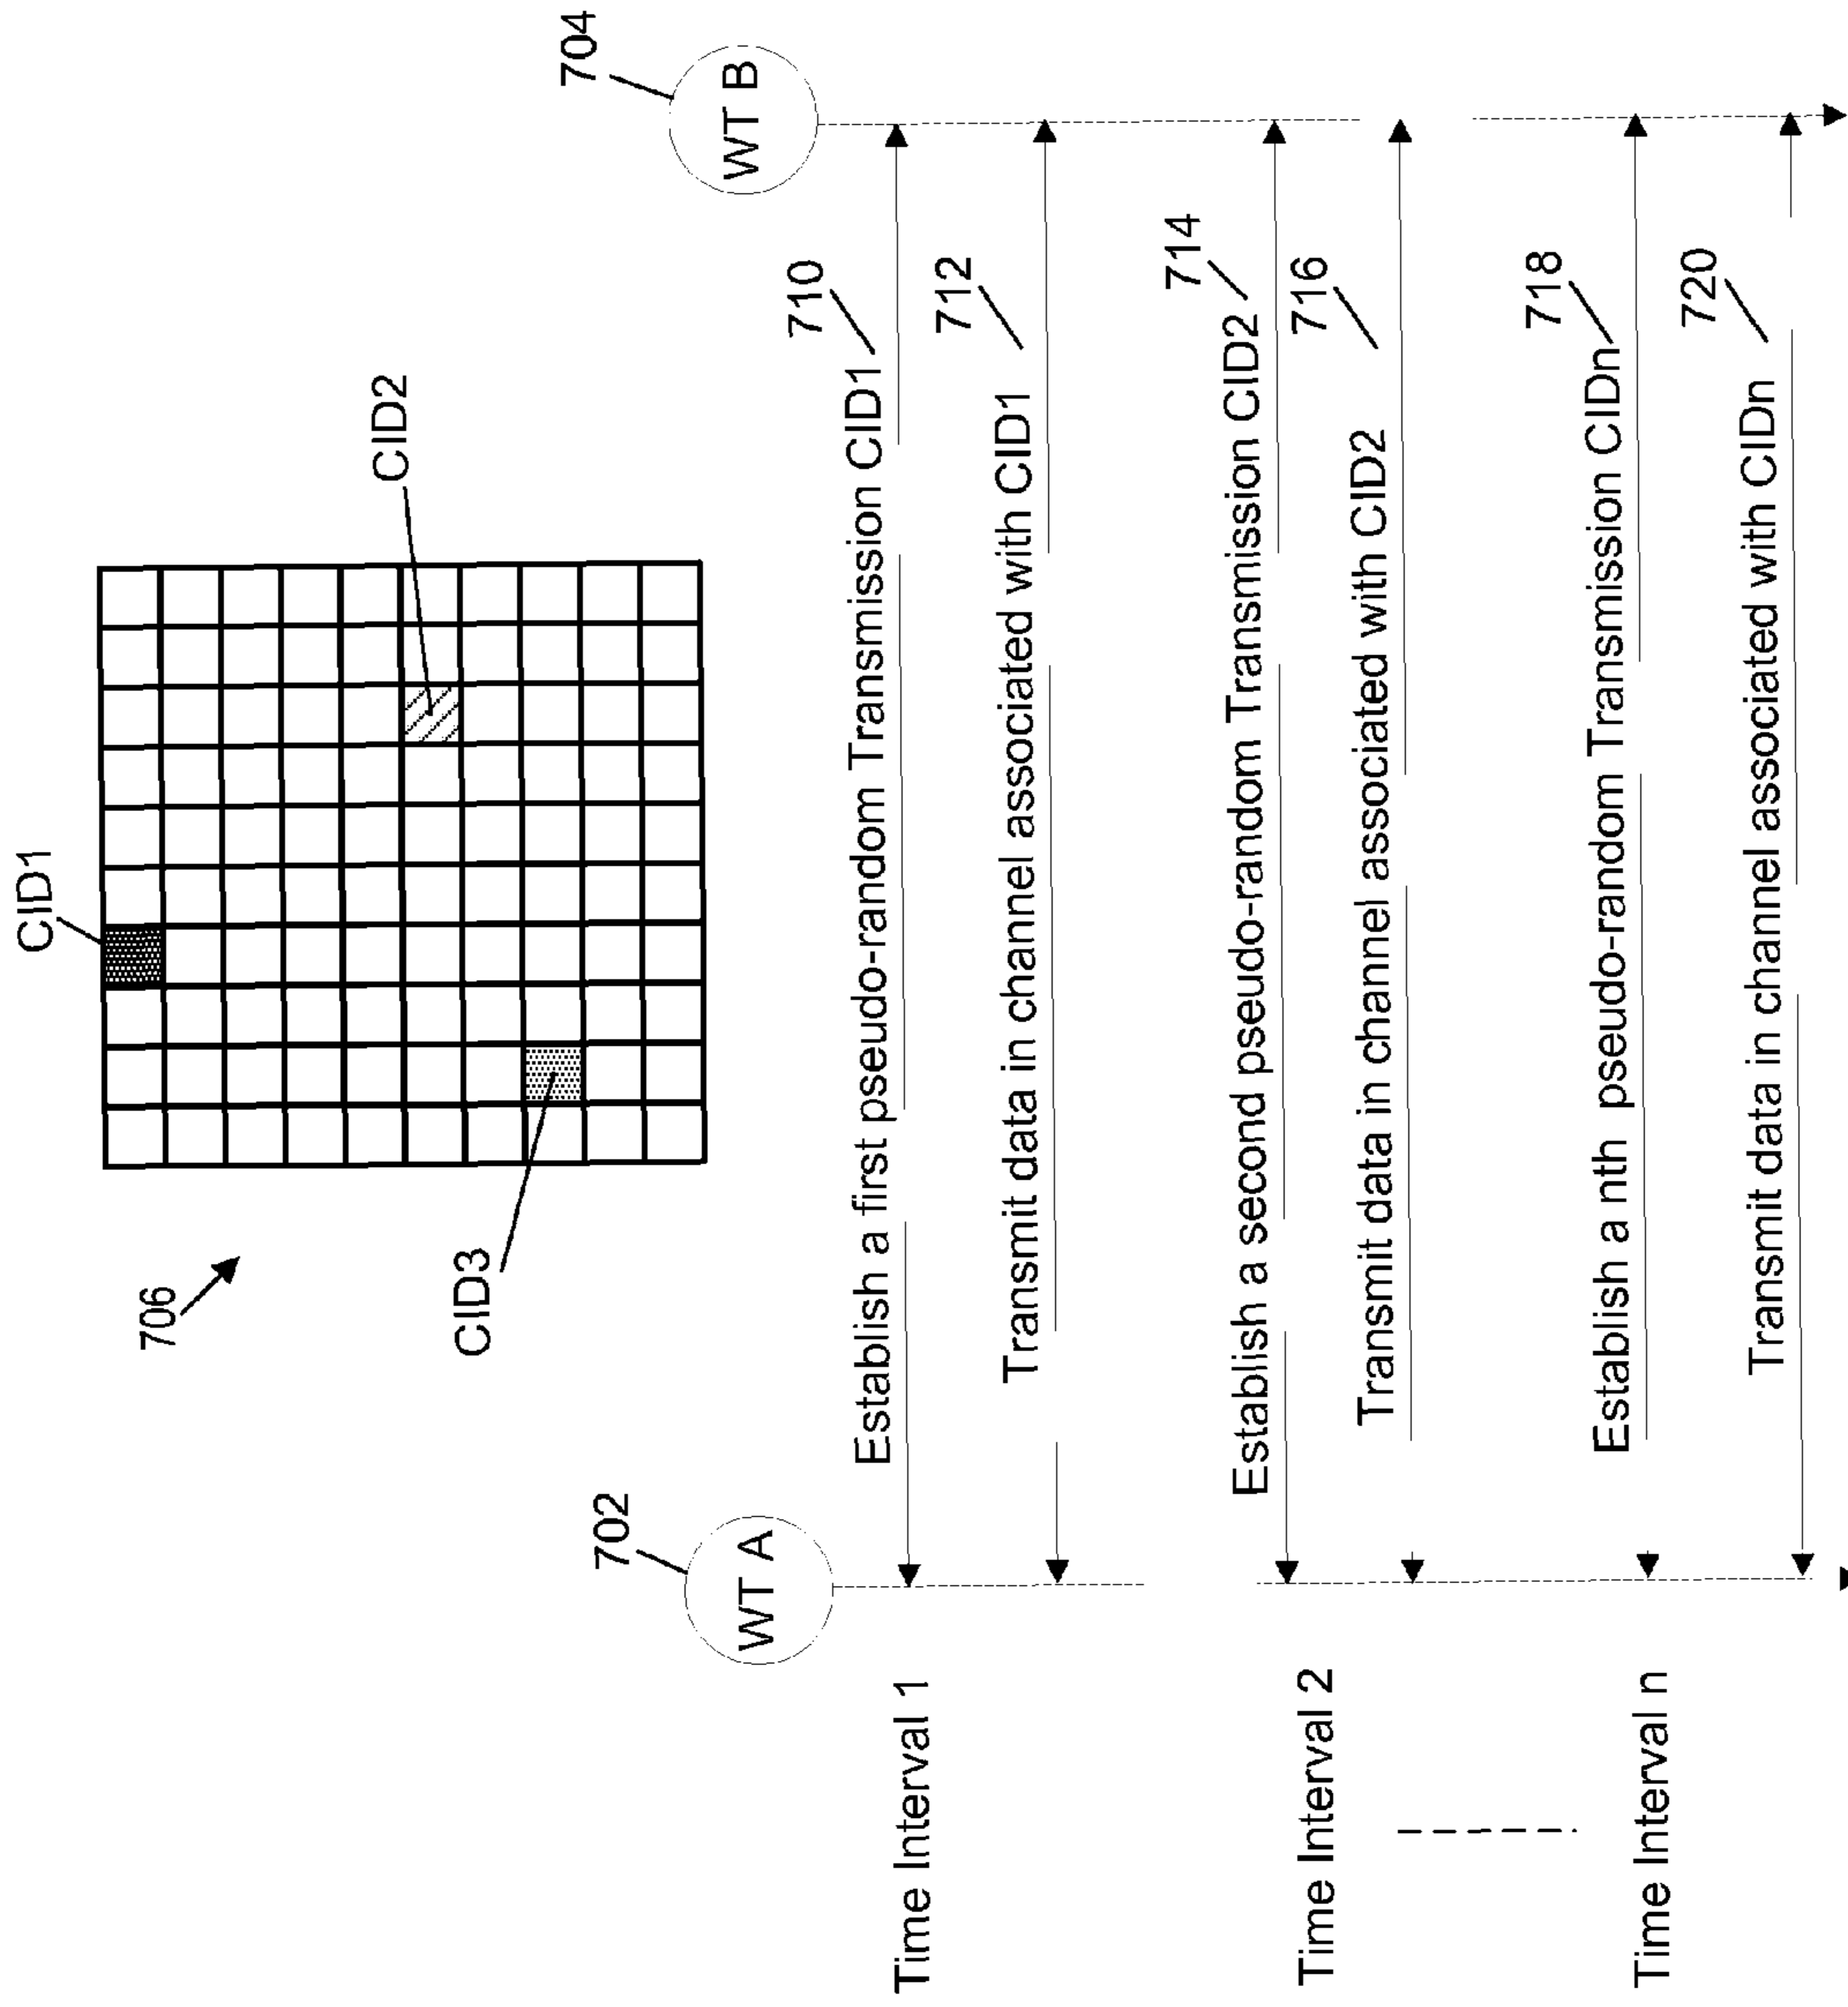 CID1
706
CID2
CID3
702
704
WT A
WT B
Time Interval 1
710
Establish a first pseudo-random Transmission CID1
712
Transmit data in channel associated with CID1
Time Interval 2
714
Establish a second pseudo-random Transmission CID2
716
Transmit data in channel associated with CID2
Time Interval n
718
Establish a nth pseudo-random Transmission CIDn
720
Transmit data in channel associated with CIDn